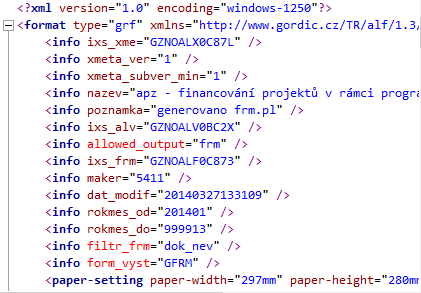 <?xml version="1.0" encoding="windows-1250"?>
<format type="grf" xmlns="http://www.gordic.cz/TR/alf/1.3/
<info ixs_xme="GZNOALX0C87L" />
<info xmeta_ver="1" />
<info xmeta_subver_min="1" />
<info nazev="apz - financování projektů v rámci progra
<info poznamka="generovano frm.pl" />
<info ixs_alv="GZNOALV0BC2X" />
<info allowed_output="frm" />
<info ixs_frm="GZNOALF0C873" />
<info maker="5411" />
<info dat_modif="20140327133109" />
<info rokmes_od="201401" />
<info rokmes_do="999913" />
<info filtr_frm="dok_nev" />
<info form_vyst="GFRM" />
<paper-setting paper-width="297mm" paper-height="280mm